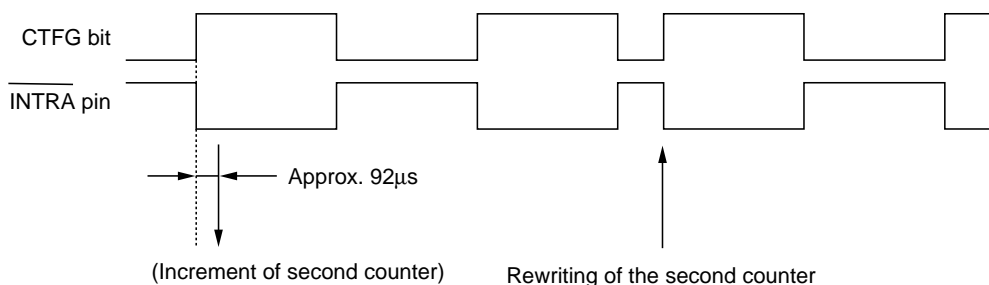 CTFG bit
INTRA pin
Approx. 92μs
(Increment of second counter)
Rewriting of the second counter